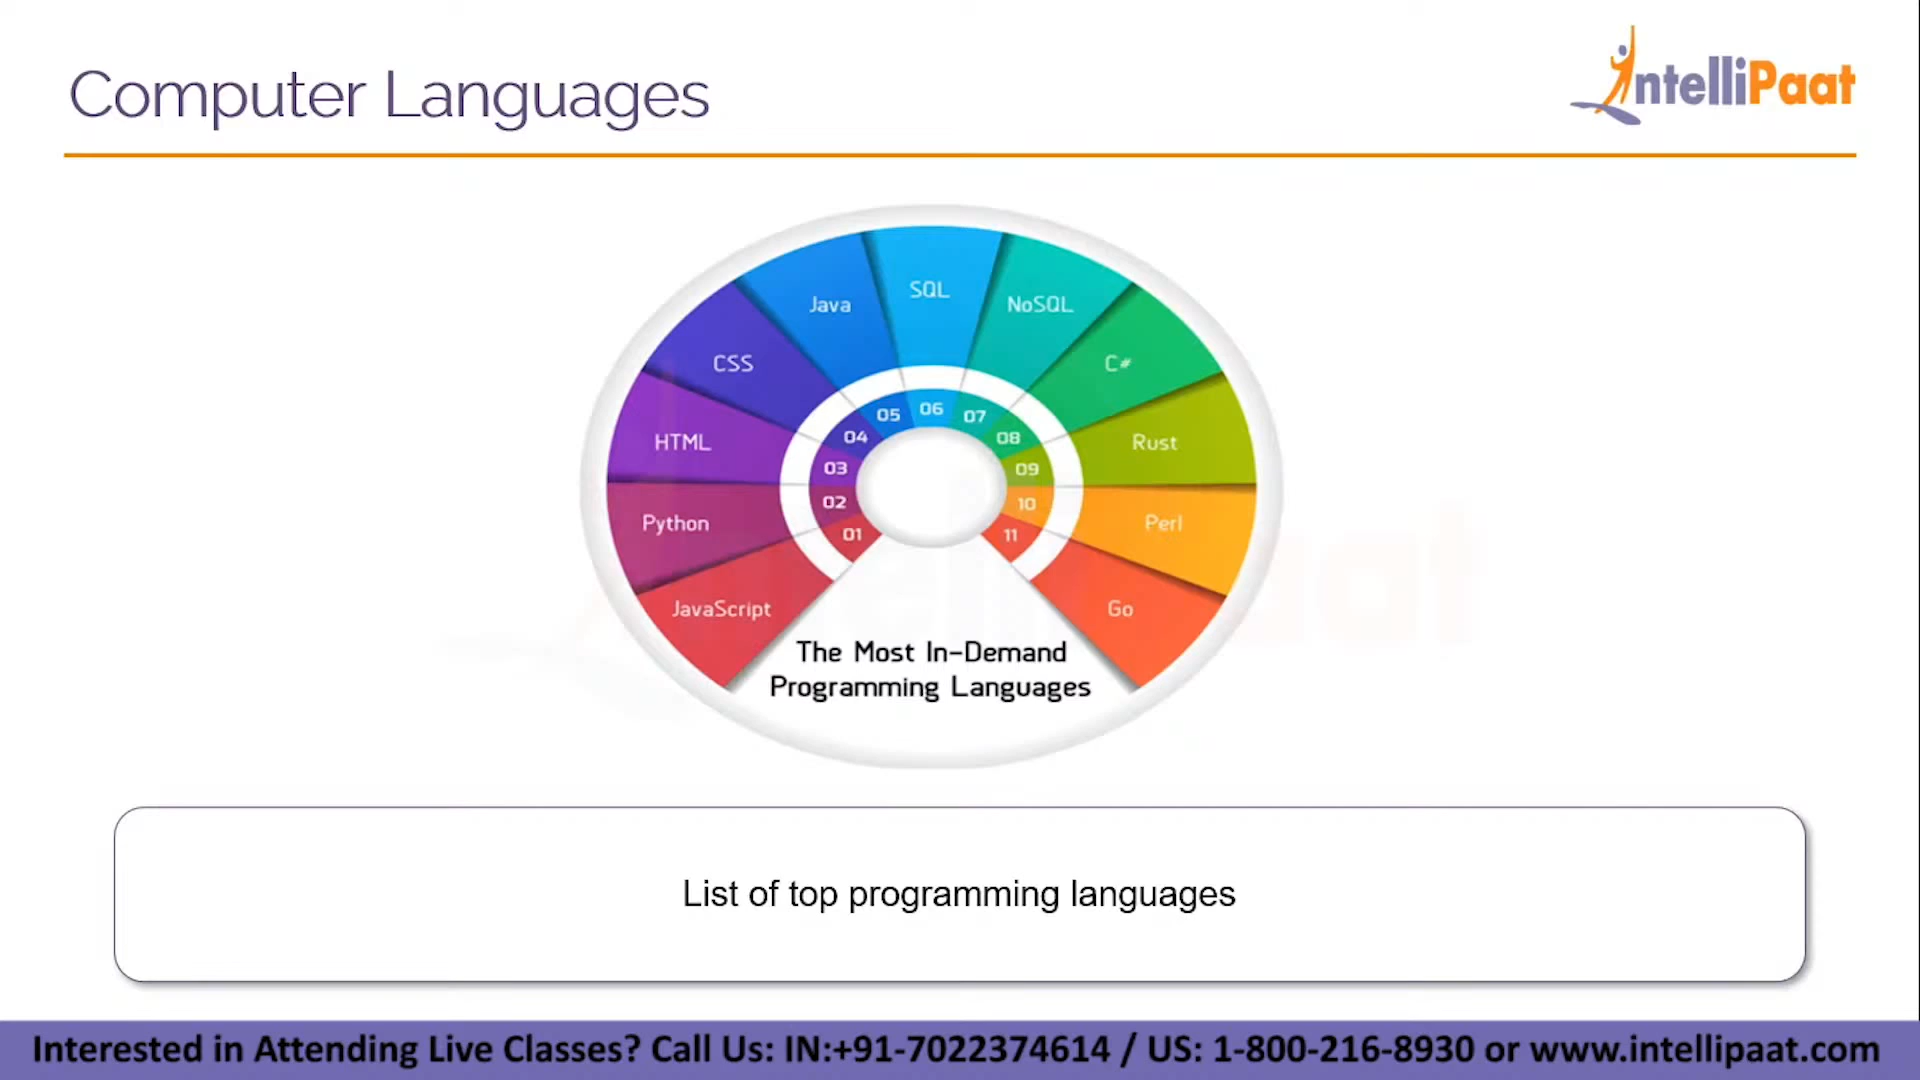 Computer Languages
IntelliPaat
JavaScript
Python
HTML
CSS
Java
SQL
NoSQL
C#
Rust
Perl
Go
01
02
03
04
05
06
07
08
09
10
11
The Most In-Demand
Programming Languages
List of top programming languages
Interested in Attending Live Classes? Call Us: IN:+91-7022374614 / US: 1-800-216-8930 or www.intellipaat.com